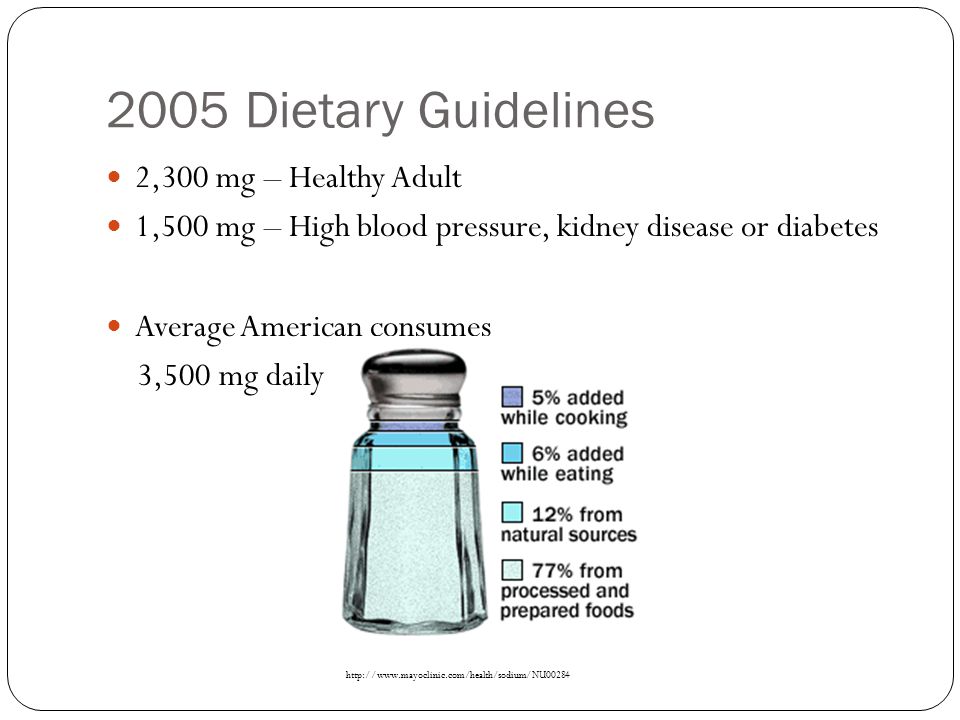 2005 Dietary Guidelines
• 2,300 mg – Healthy Adult
• 1,500 mg – High blood pressure, kidney disease or diabetes
• Average American consumes
3,500 mg daily
5% added
while cooking
6% added
while eating
12% from
natural sources
77% from
processed and
prepared foods
http://www.mayoclinic.com/health/sodium/NU00284